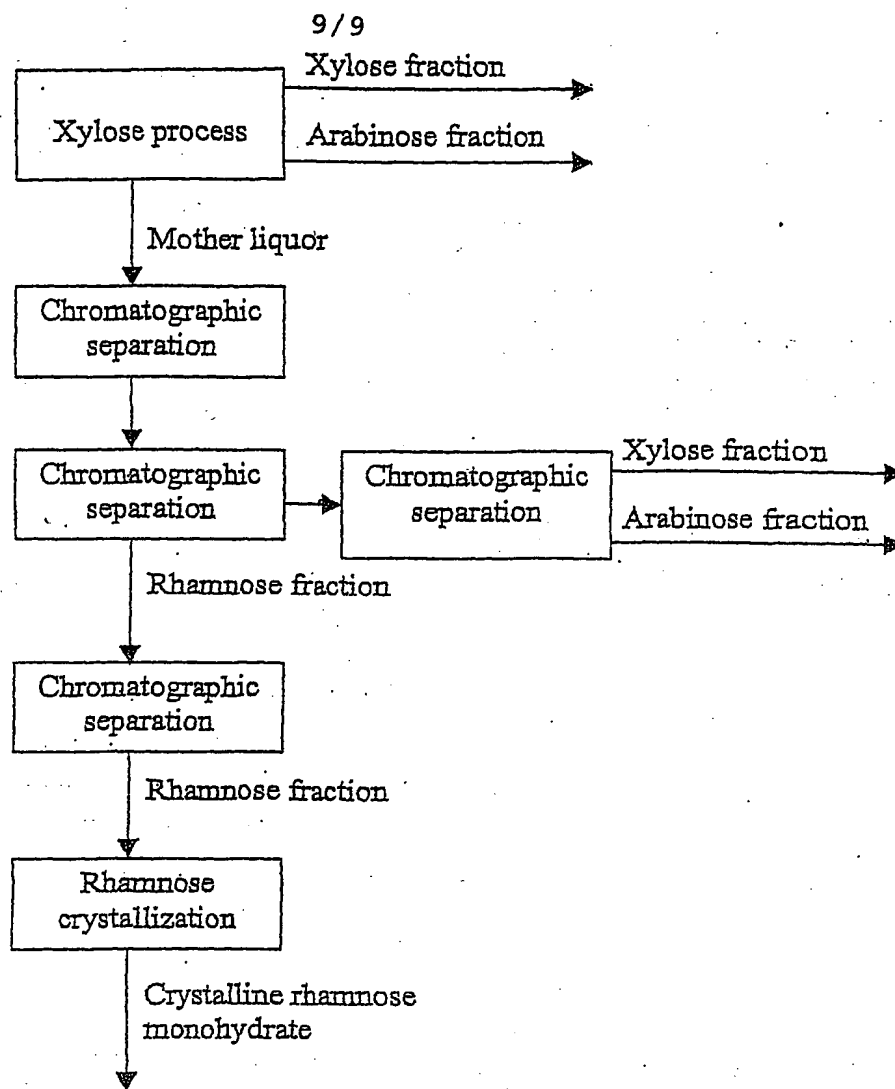 9/9
Xylose fraction
Xylose process
Arabinose fraction
Mother liquor
Chromatographic
separation
Chromatographic
separation
Chromatographic
separation
Xylose fraction
Arabinose fraction
Rhamnose fraction
Chromatographic
separation
Rhamnose fraction
Rhamnose
crystallization
Crystalline rhamnose
monohydrate